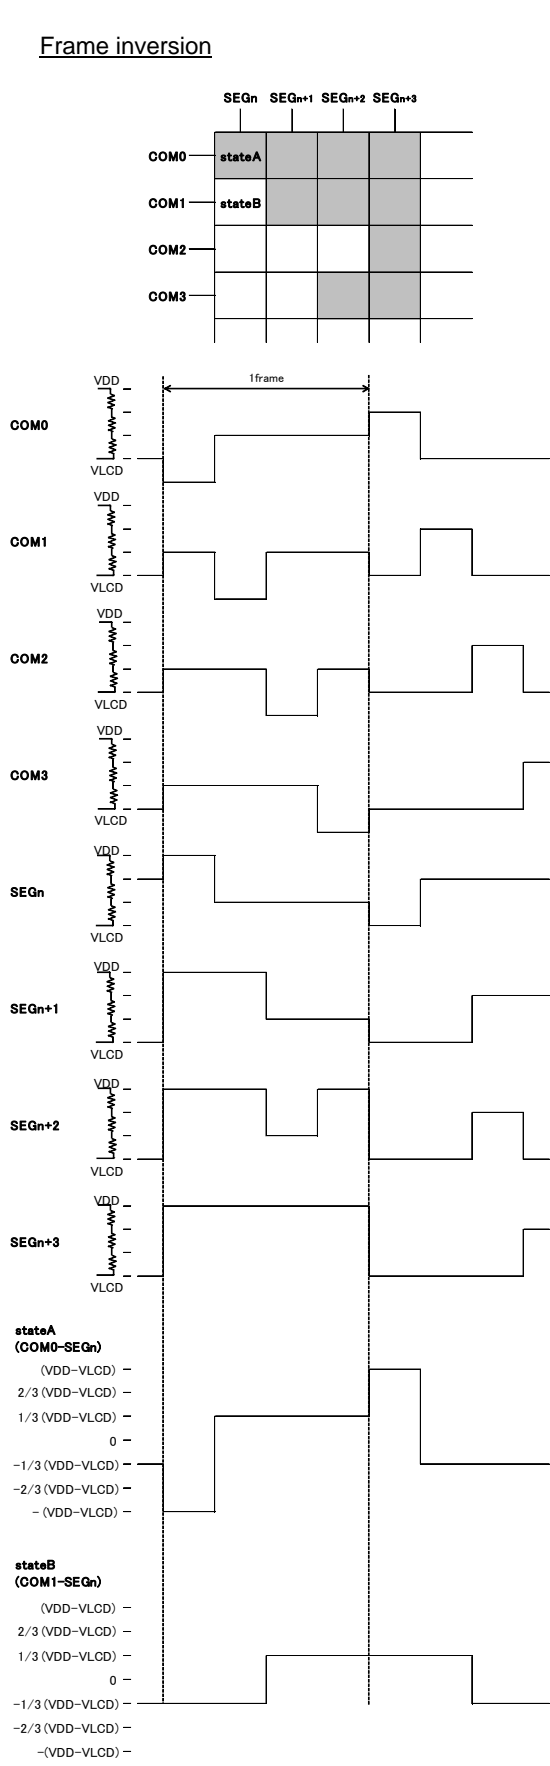 Frame inversion
SEGn SEGn+1 SEGn+2 SEGn+3
COM0 stateA
COM1 stateB
COM2
COM3
VDD 1frame
COM0
VLCD
VDD
COM1
VLCD
VDD
COM2
VLCD
VDD
COM3
VLCD
VDD
SEGn
VLCD
VDD
SEGn+1
VLCD
VDD
SEGn+2
VLCD
VDD
SEGn+3
VLCD
stateA
(COM0-SEGn)
(VDD-VLCD)
2/3(VDD-VLCD)
1/3(VDD-VLCD)
0
-1/3(VDD-VLCD)
-2/3(VDD-VLCD)
-(VDD-VLCD)
stateB
(COM1-SEGn)
(VDD-VLCD)
2/3(VDD-VLCD)
1/3(VDD-VLCD)
0
-1/3(VDD-VLCD)
-2/3(VDD-VLCD)
-(VDD-VLCD)